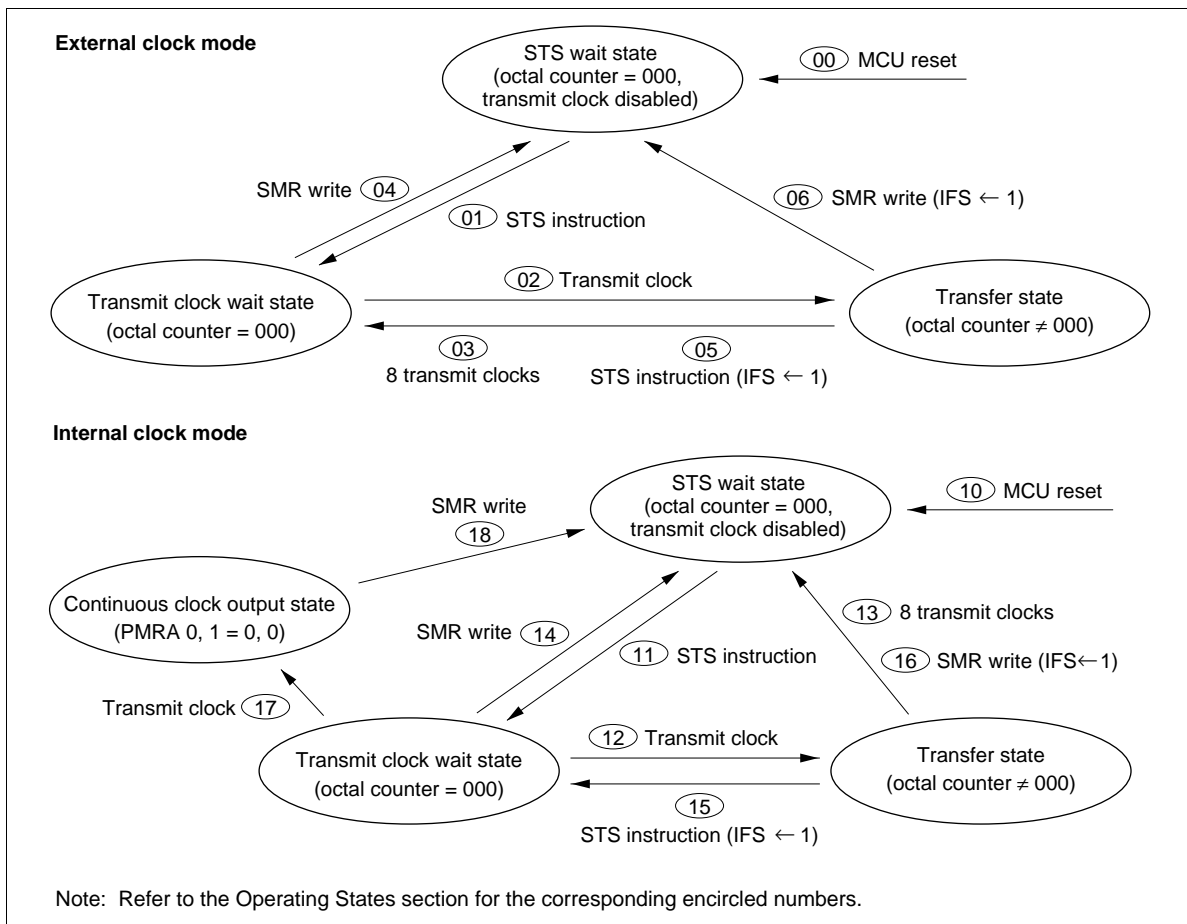 External clock mode
STS wait state
(octal counter = 000,
transmit clock disabled)
00 MCU reset
SMR write 04
01 STS instruction
06 SMR write (IFS ← 1)
02 Transmit clock
Transmit clock wait state
(octal counter = 000)
Transfer state
(octal counter ≠ 000)
03
8 transmit clocks
05
STS instruction (IFS ← 1)
Internal clock mode
STS wait state
(octal counter = 000,
transmit clock disabled)
10 MCU reset
SMR write
18
Continuous clock output state
(PMRA 0, 1 = 0, 0)
SMR write 14
11 STS instruction
13 8 transmit clocks
16 SMR write (IFS← 1)
Transmit clock 17
12 Transmit clock
Transmit clock wait state
(octal counter = 000)
Transfer state
(octal counter ≠ 000)
15
STS instruction (IFS ← 1)
Note: Refer to the Operating States section for the corresponding encircled numbers.